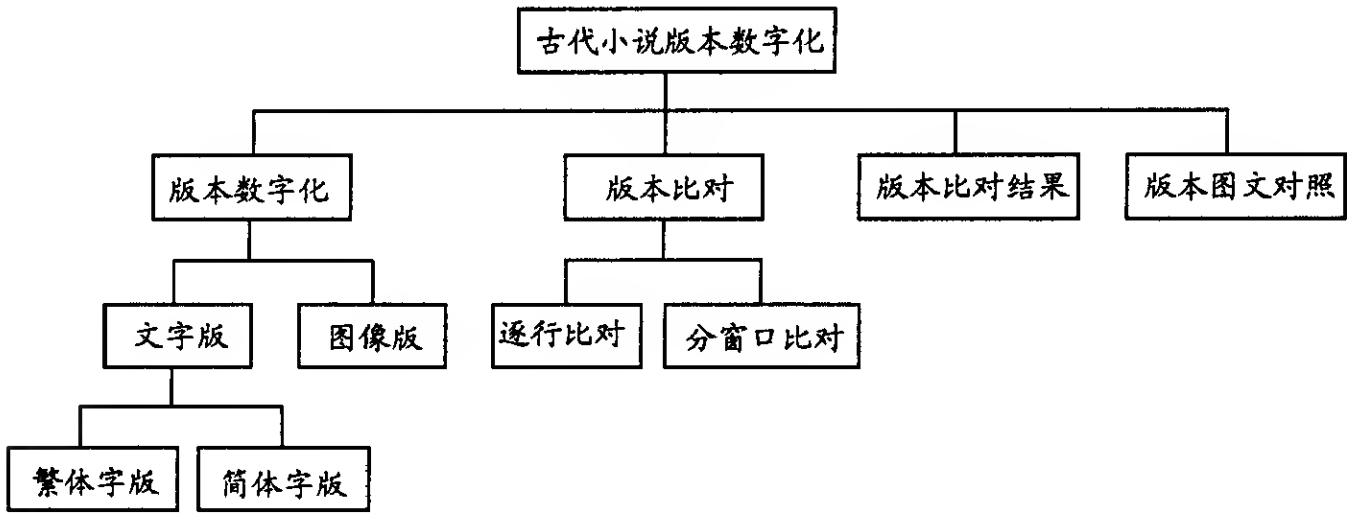 古代小说版本数字化
版本数字化
版本比对
版本比对结果
版本图文对照
文字版
图像版
逐行比对
分窗口比对
繁体字版
简体字版